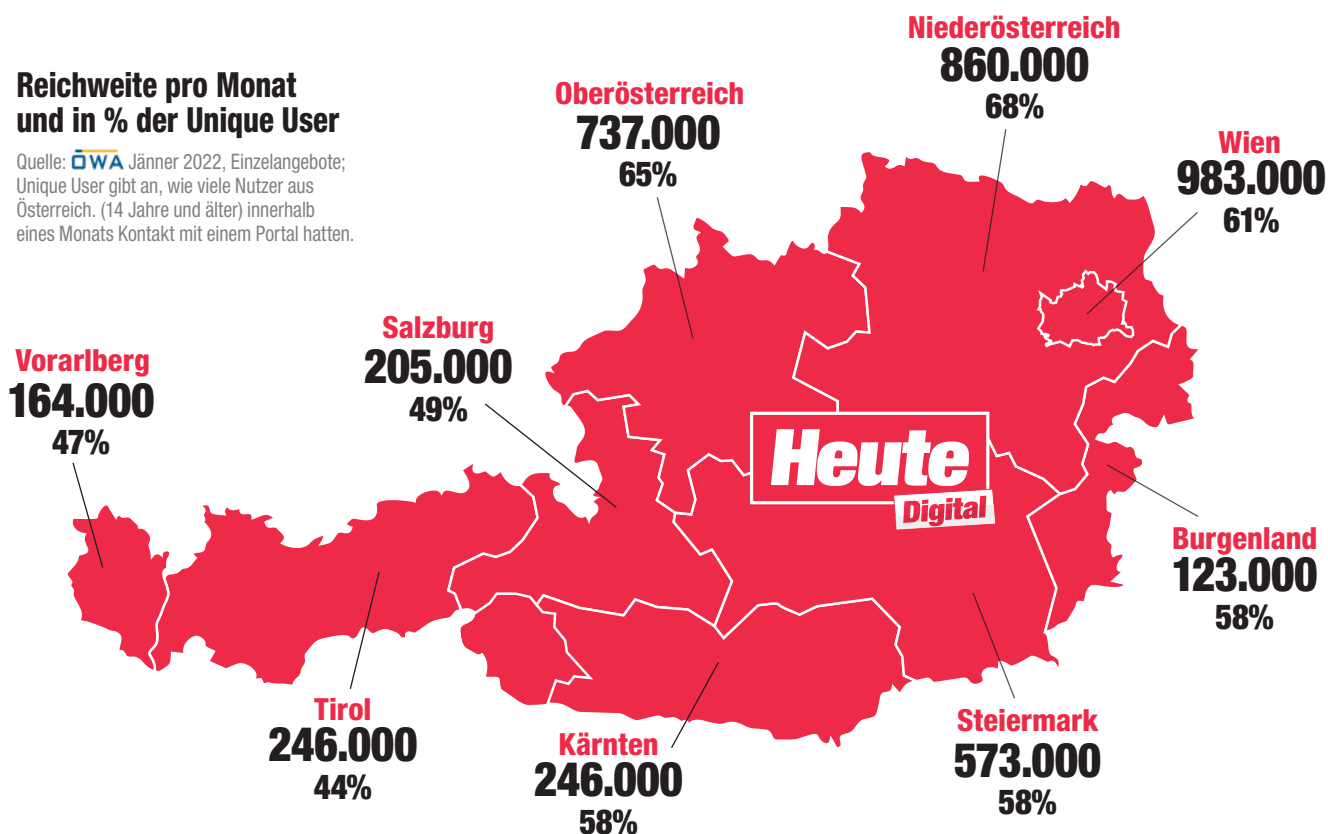 Reichweite pro Monat
und in % der Unique User
Quelle: ÖWA Jänner 2022, Einzelangebote;
Unique User gibt an, wie viele Nutzer aus
Österreich. (14 Jahre und älter) innerhalb
eines Monats Kontakt mit einem Portal hatten.
Niederösterreich
860.000
68%
Oberösterreich
737.000
65%
Wien
983.000
61%
Salzburg
205.000
49%
Vorarlberg
164.000
47%
Heute
Digital
Burgenland
123.000
58%
Tirol
246.000
44%
Kärnten
246.000
58%
Steiermark
573.000
58%